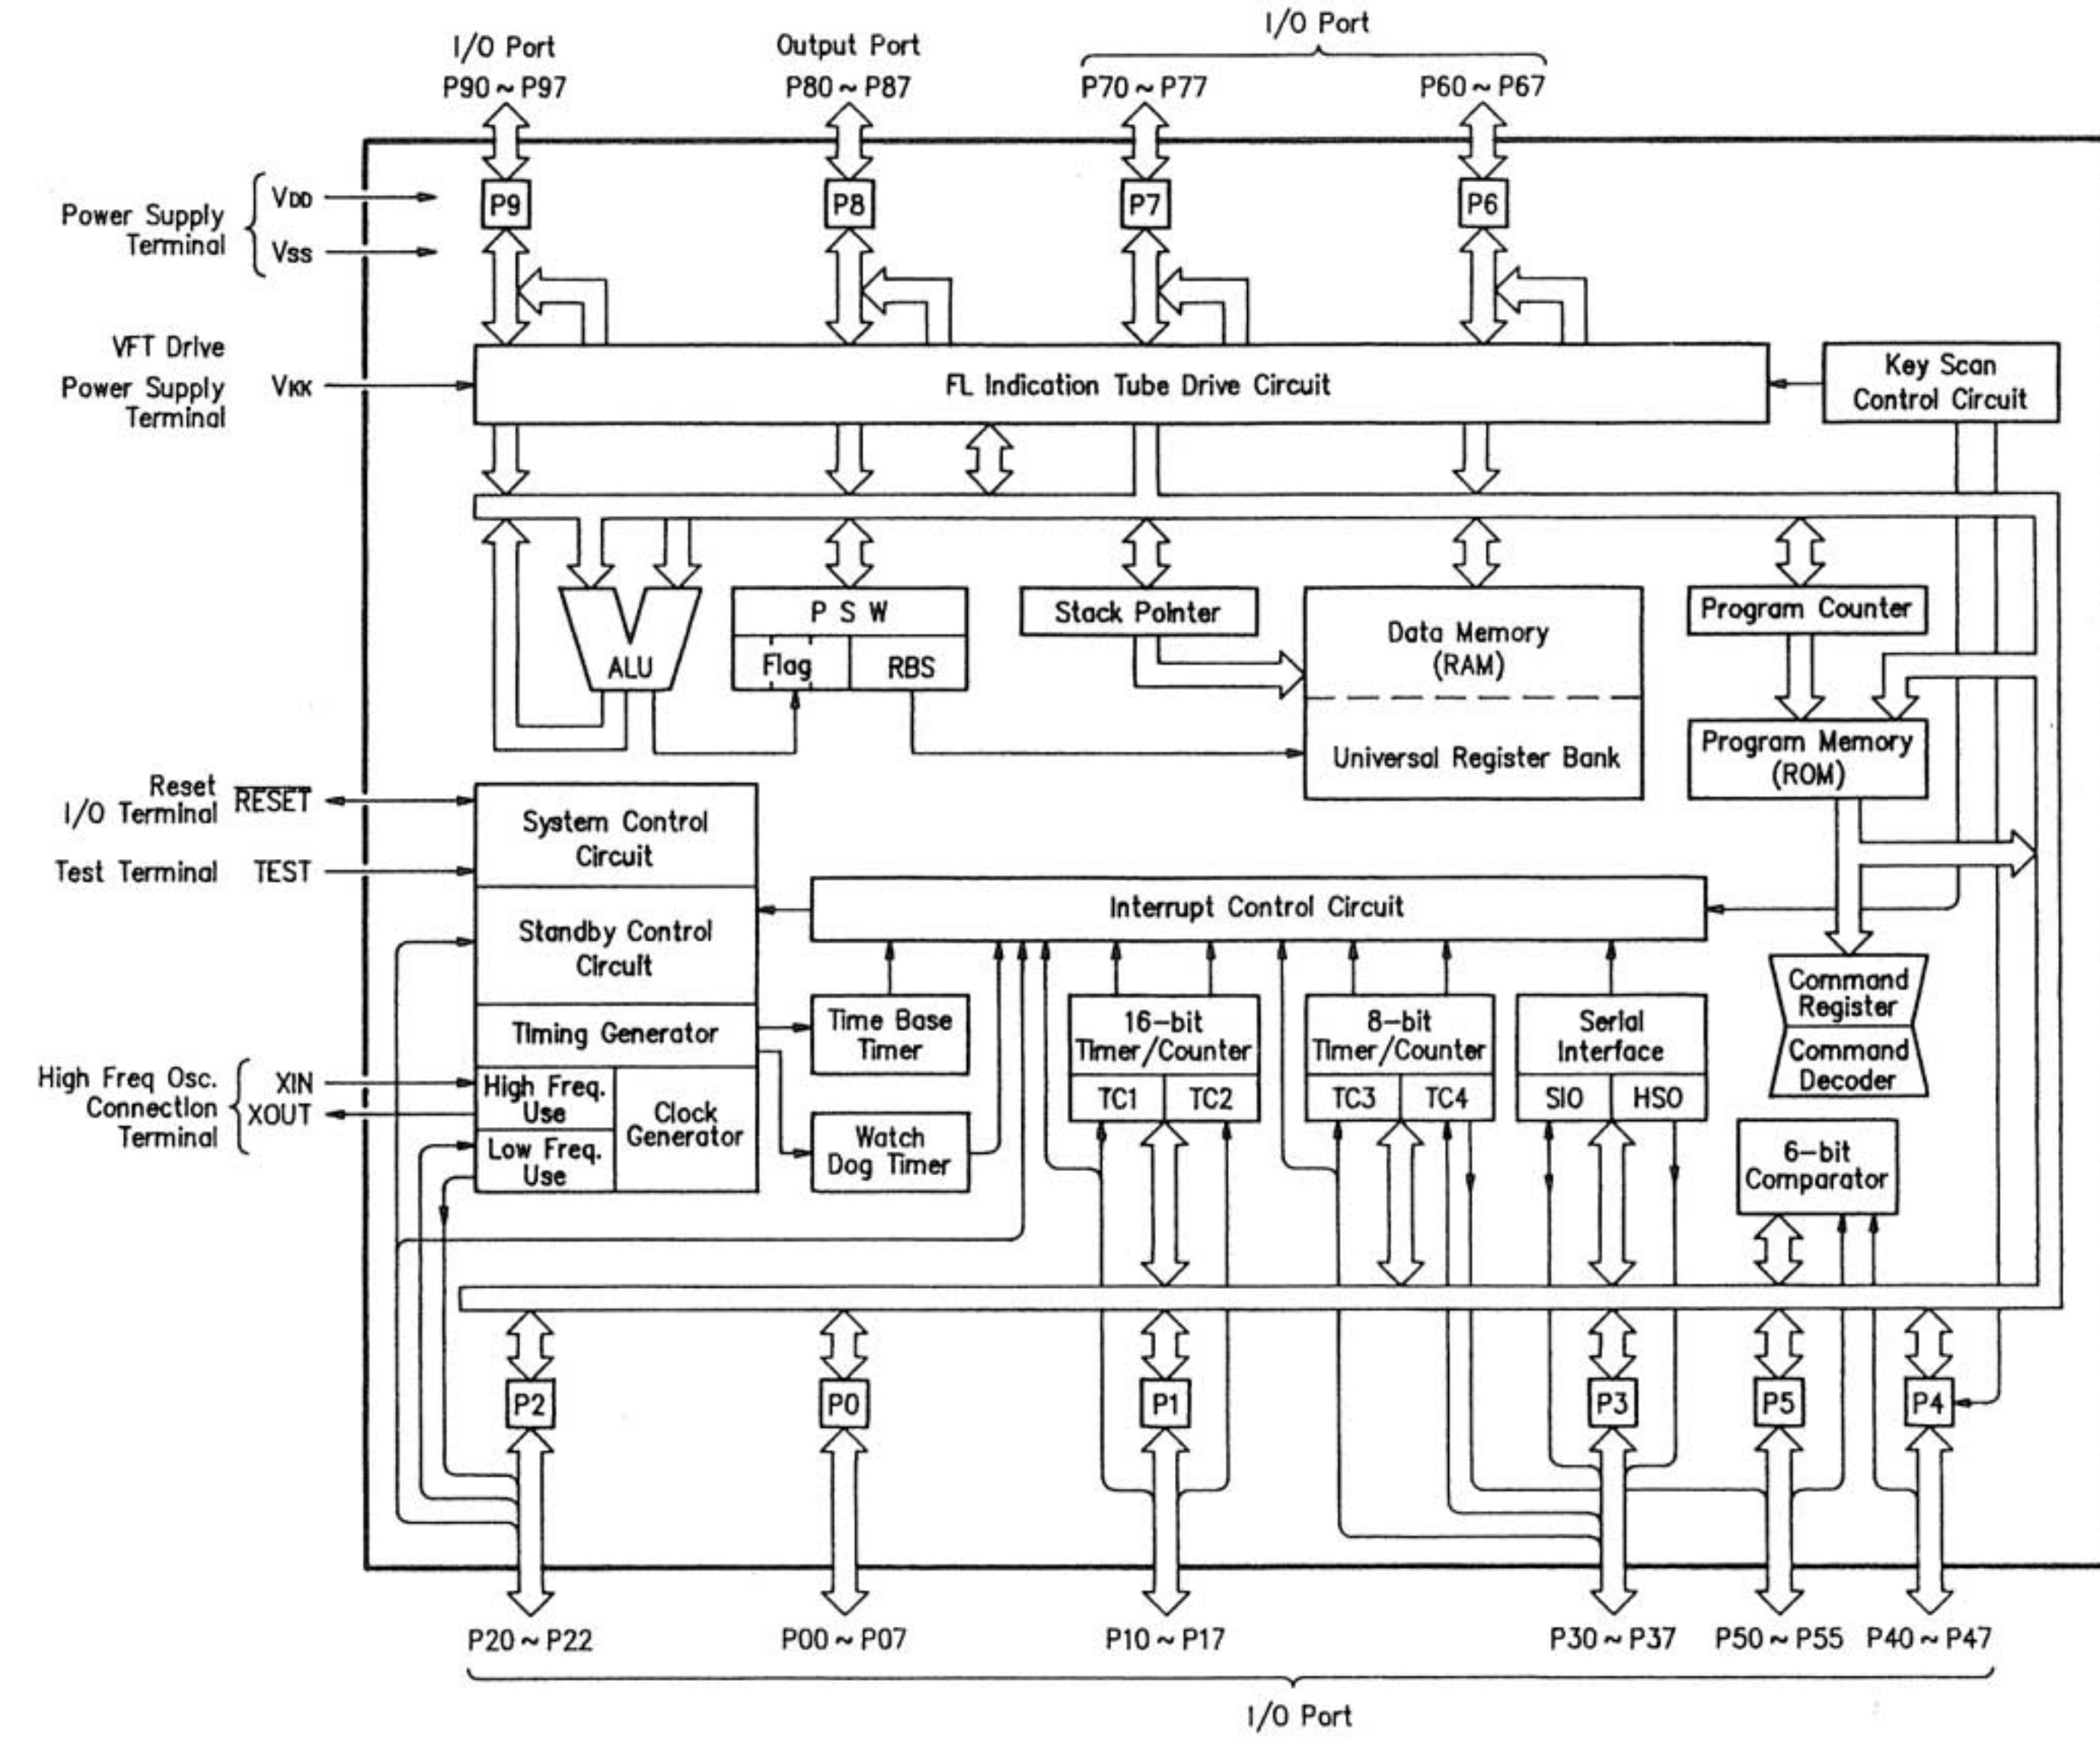 I/O Port
I/O Port
Output Port
P90 ~ P97
P80 ~ P87
P70 ~ P77
P60 ~ P67
P9
P8
P7
P6
Power Supply
Terminal
VDD
VSS
VFT Drive
Power Supply
Terminal
VKK
FL Indication Tube Drive Circuit
Key Scan
Control Circuit
ALU
P S W
Flag
RBS
Stack Pointer
Data Memory
(RAM)
Universal Register Bank
Program Counter
Program Memory
(ROM)
Reset
I/O Terminal
RESET
Test Terminal
TEST
System Control
Circuit
Standby Control
Circuit
Interrupt Control Circuit
Timing Generator
Time Base
Timer
16-bit
Timer/Counter
TC1
TC2
8-bit
Timer/Counter
TC3
TC4
Serial
Interface
SIO
HSO
Command
Register
Command
Decoder
High Freq Osc.
Connection
Terminal
XIN
XOUT
High Freq.
Use
Low Freq.
Use
Clock
Generator
Watch
Dog Timer
6-bit
Comparator
P2
P0
P1
P3
P5
P4
P20 ~ P22
P00 ~ P07
P10 ~ P17
P30 ~ P37
P50 ~ P55
P40 ~ P47
I/O Port